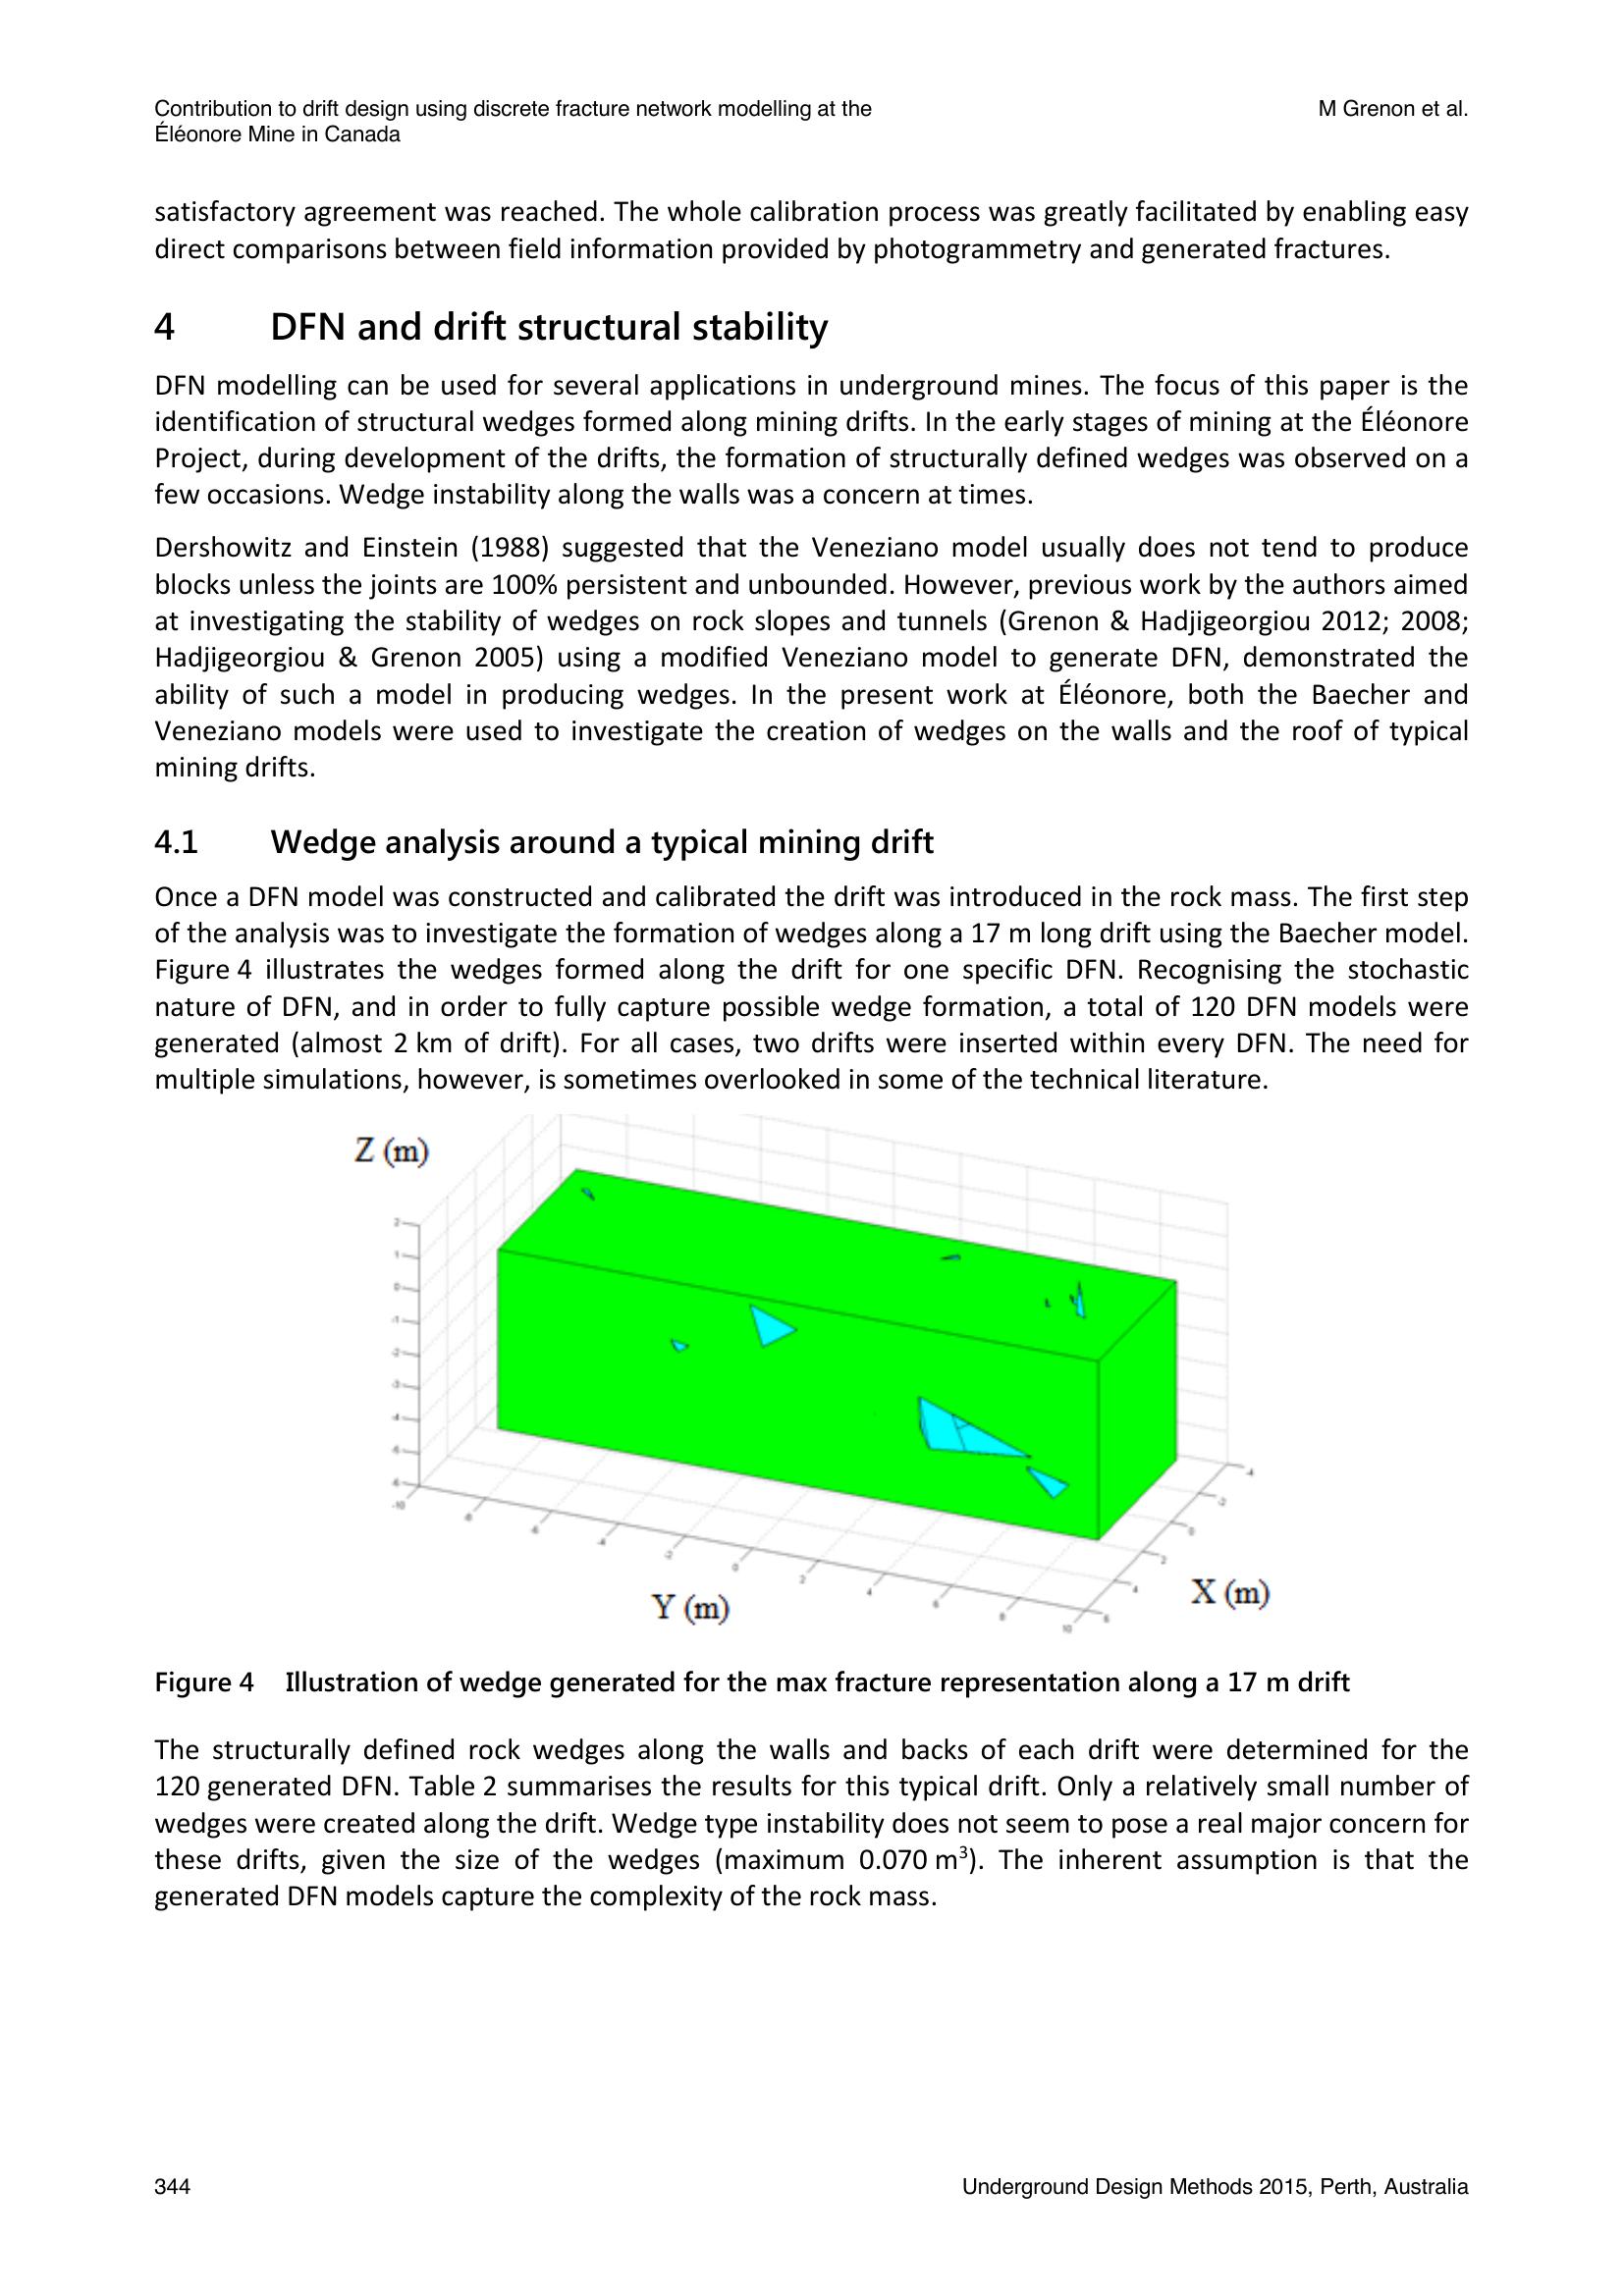 Contribution to drift design using discrete fracture network modelling at the
Éléonore Mine in Canada
M Grenon et al.
satisfactory agreement was reached. The whole calibration process was greatly facilitated by enabling easy
direct comparisons between field information provided by photogrammetry and generated fractures.
4 DFN and drift structural stability
DFN modelling can be used for several applications in underground mines. The focus of this paper is the
identification of structural wedges formed along mining drifts. In the early stages of mining at the Éléonore
Project, during development of the drifts, the formation of structurally defined wedges was observed on a
few occasions. Wedge instability along the walls was a concern at times.
Dershowitz and Einstein (1988) suggested that the Veneziano model usually does not tend to produce
blocks unless the joints are 100% persistent and unbounded. However, previous work by the authors aimed
at investigating the stability of wedges on rock slopes and tunnels (Grenon & Hadjigeorgiou 2012; 2008;
Hadjigeorgiou & Grenon 2005) using a modified Veneziano model to generate DFN, demonstrated the
ability of such a model in producing wedges. In the present work at Éléonore, both the Baecher and
Veneziano models were used to investigate the creation of wedges on the walls and the roof of typical
mining drifts.
4.1 Wedge analysis around a typical mining drift
Once a DFN model was constructed and calibrated the drift was introduced in the rock mass. The first step
of the analysis was to investigate the formation of wedges along a 17 m long drift using the Baecher model.
Figure 4 illustrates the wedges formed along the drift for one specific DFN. Recognising the stochastic
nature of DFN, and in order to fully capture possible wedge formation, a total of 120 DFN models were
generated (almost 2 km of drift). For all cases, two drifts were inserted within every DFN. The need for
multiple simulations, however, is sometimes overlooked in some of the technical literature.
Z (m)
Y (m)
X (m)
Figure 4 Illustration of wedge generated for the max fracture representation along a 17 m drift
The structurally defined rock wedges along the walls and backs of each drift were determined for the
120 generated DFN. Table 2 summarises the results for this typical drift. Only a relatively small number of
wedges were created along the drift. Wedge type instability does not seem to pose a real major concern for
these drifts, given the size of the wedges (maximum 0.070 m³). The inherent assumption is that the
generated DFN models capture the complexity of the rock mass.
344
Underground Design Methods 2015, Perth, Australia